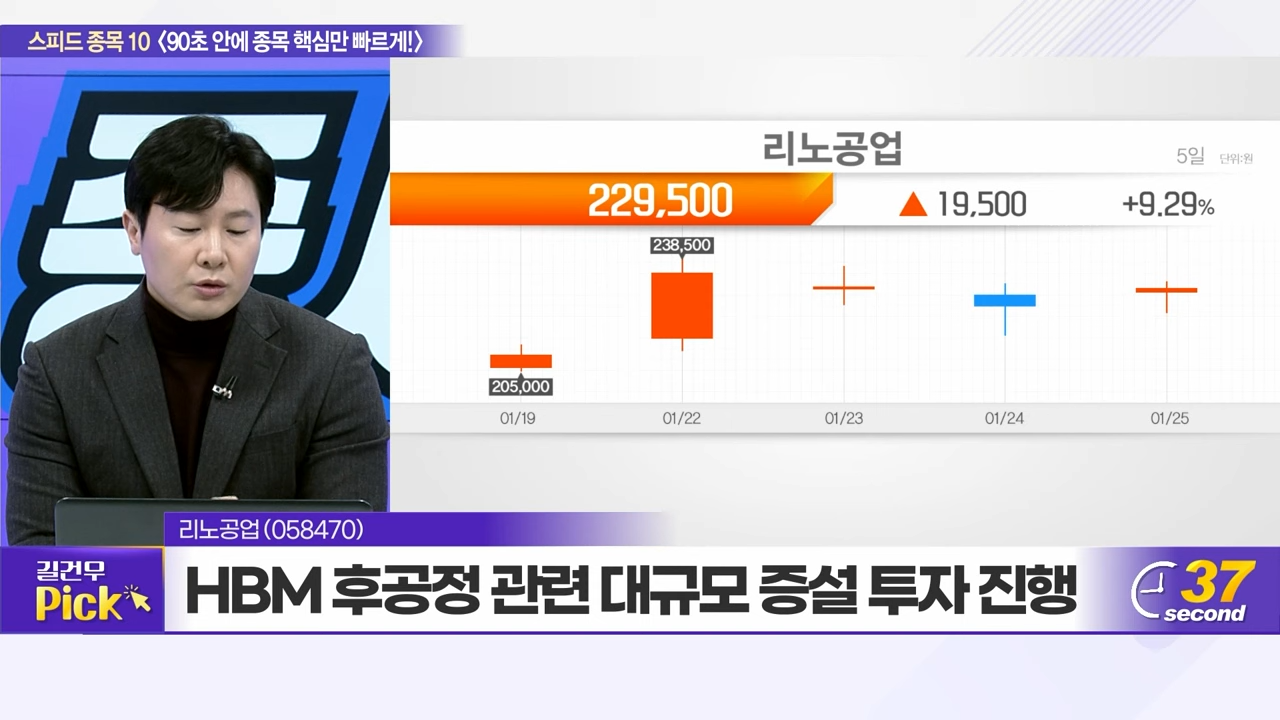 스피드 종목 10 〈90초 안에 종목 핵심만 빠르게!〉
리노공업
5일 단위:원
229,500 ▲ 19,500 +9.29%
238,500
205,000
01/19 01/22 01/23 01/24 01/25
리노공업(058470)
길건무
Pick
HBM 후공정 관련 대규모 증설 투자 진행
37
second